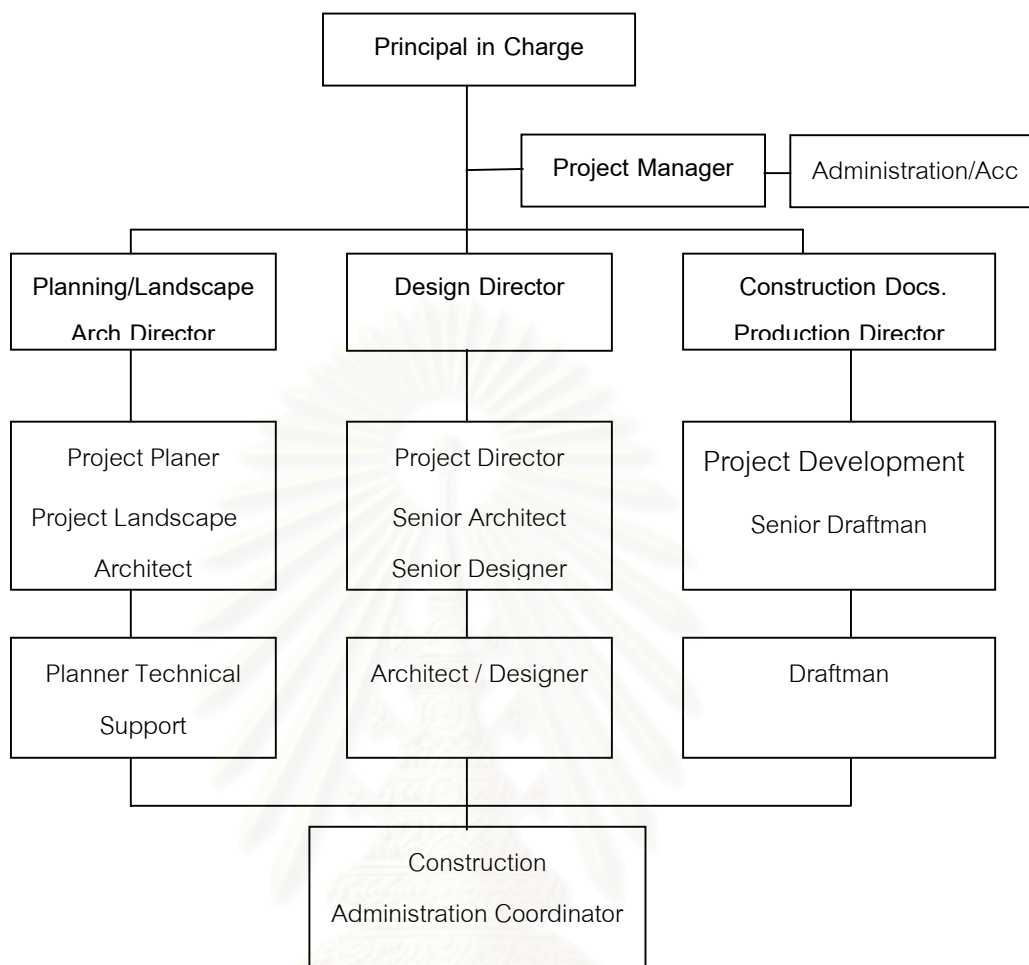 Principal in Charge
Project Manager
Administration/Acc
Planning/Landscape
Arch Director
Design Director
Construction Docs.
Production Director
Project Planer
Project Landscape
Architect
Project Director
Senior Architect
Senior Designer
Project Development
Senior Draftman
Planner Technical
Support
Architect / Designer
Draftman
Construction
Administration Coordinator